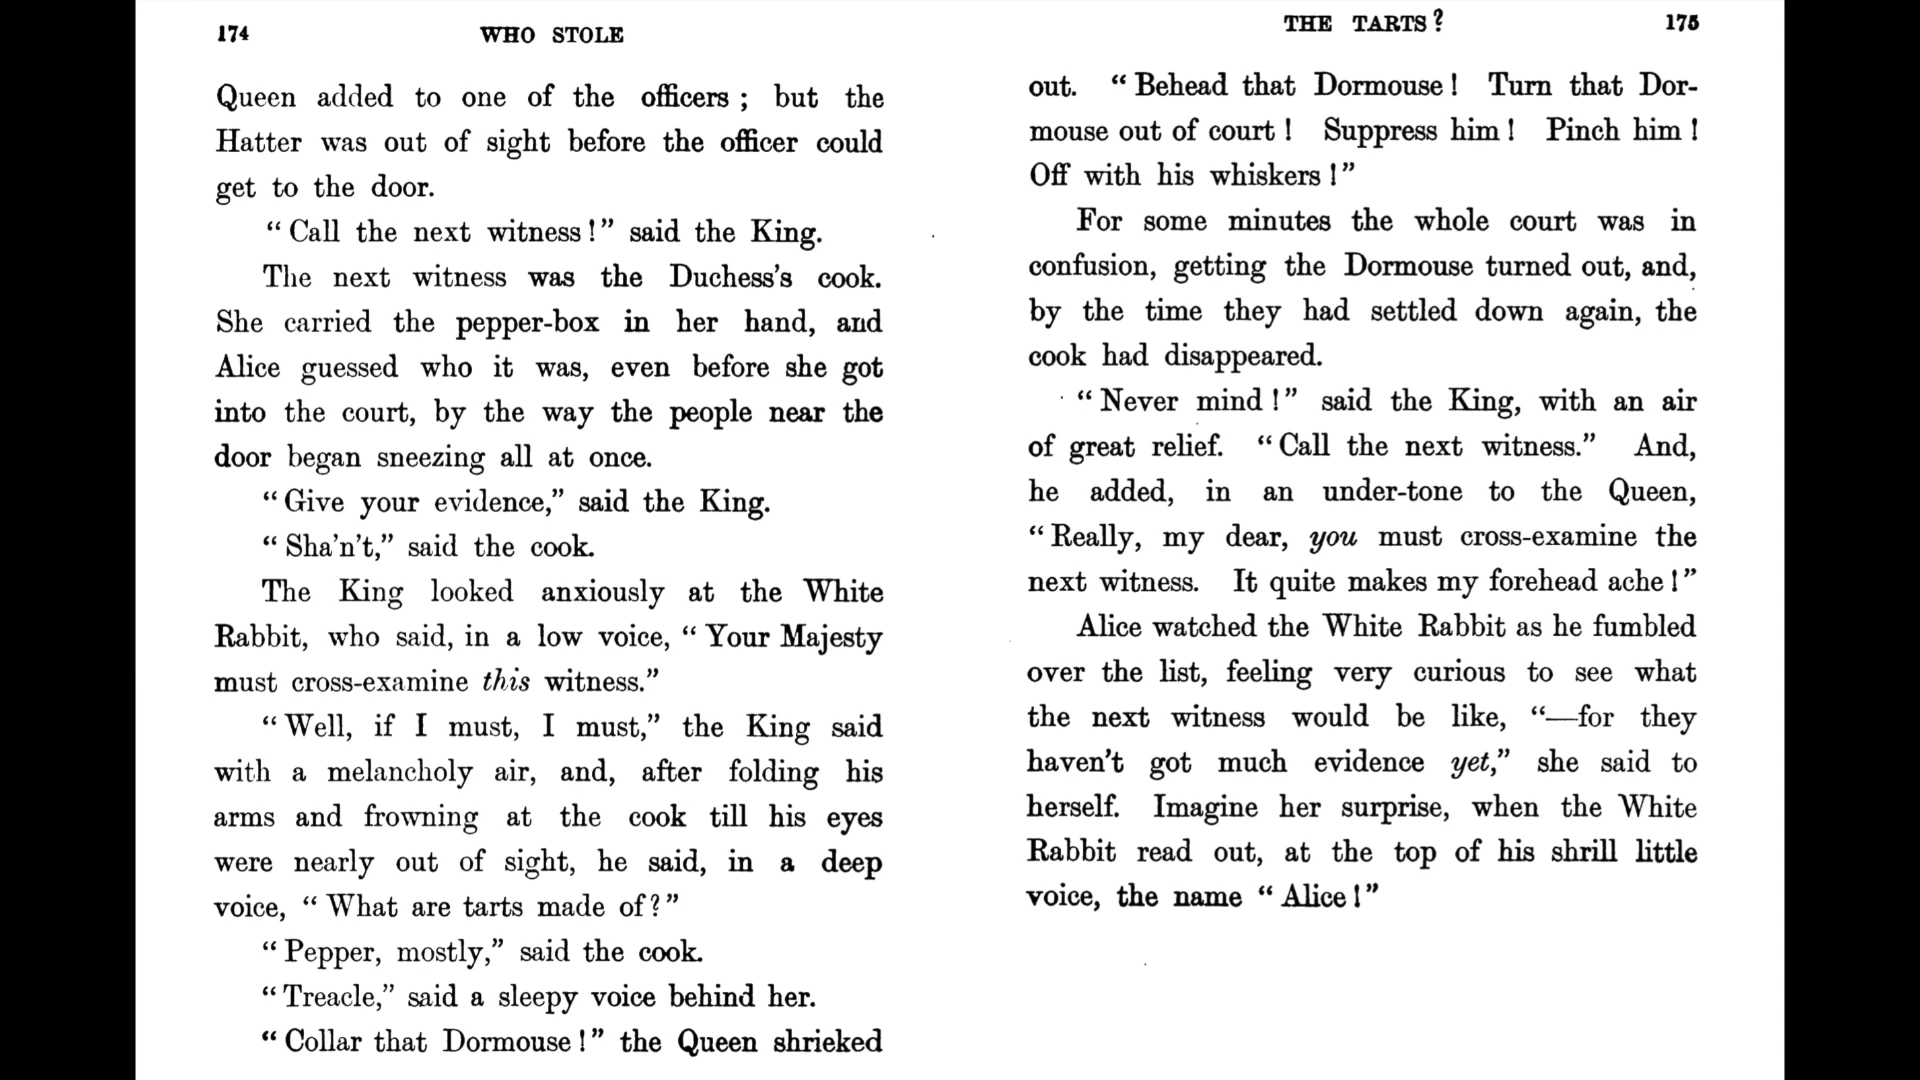 174 WHO STOLE
Queen added to one of the officers ; but the
Hatter was out of sight before the officer could
get to the door.
“ Call the next witness ! ” said the King.
The next witness was the Duchess’s cook.
She carried the pepper-box in her hand, and
Alice guessed who it was, even before she got
into the court, by the way the people near the
door began sneezing all at once.
“ Give your evidence,” said the King.
“ Sha’n’t,” said the cook.
The King looked anxiously at the White
Rabbit, who said, in a low voice, “ Your Majesty
must cross-examine this witness.”
“ Well, if I must, I must,” the King said
with a melancholy air, and, after folding his
arms and frowning at the cook till his eyes
were nearly out of sight, he said, in a deep
voice, “ What are tarts made of ? ”
“ Pepper, mostly,” said the cook.
“ Treacle,” said a sleepy voice behind her.
“ Collar that Dormouse ! ” the Queen shrieked
THE TARTS ? 175
out. “ Behead that Dormouse ! Turn that Dor-
mouse out of court ! Suppress him ! Pinch him !
Off with his whiskers ! ”
For some minutes the whole court was in
confusion, getting the Dormouse turned out, and,
by the time they had settled down again, the
cook had disappeared.
“ Never mind ! ” said the King, with an air
of great relief. “ Call the next witness.” And,
he added, in an under-tone to the Queen,
“ Really, my dear, you must cross-examine the
next witness. It quite makes my forehead ache ! ”
Alice watched the White Rabbit as he fumbled
over the list, feeling very curious to see what
the next witness would be like, “—for they
haven’t got much evidence yet,” she said to
herself. Imagine her surprise, when the White
Rabbit read out, at the top of his shrill little
voice, the name “ Alice ! ”